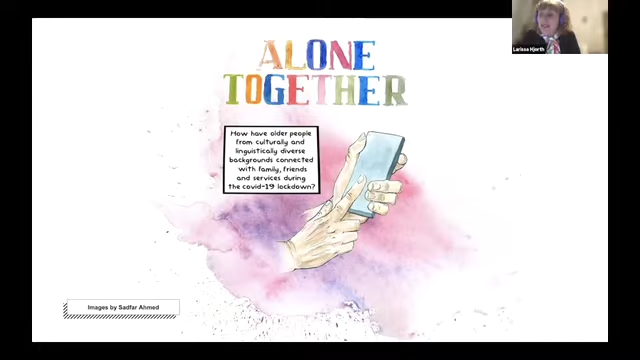 Larissa Hjorth
ALONE
TOGETHER
How have older people
from culturally and
linguistically diverse
backgrounds connected
with family, friends
and services during
the covid-19 lockdown?
Images by Sadfar Ahmed